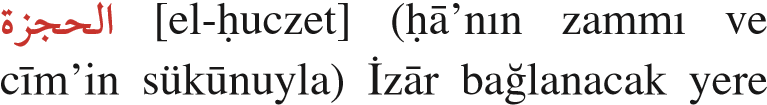 الحجزة [el-ḥuczet] (ḥā’nın zammı ve
cīm’in sükūnuyla) İzār bağlanacak yere